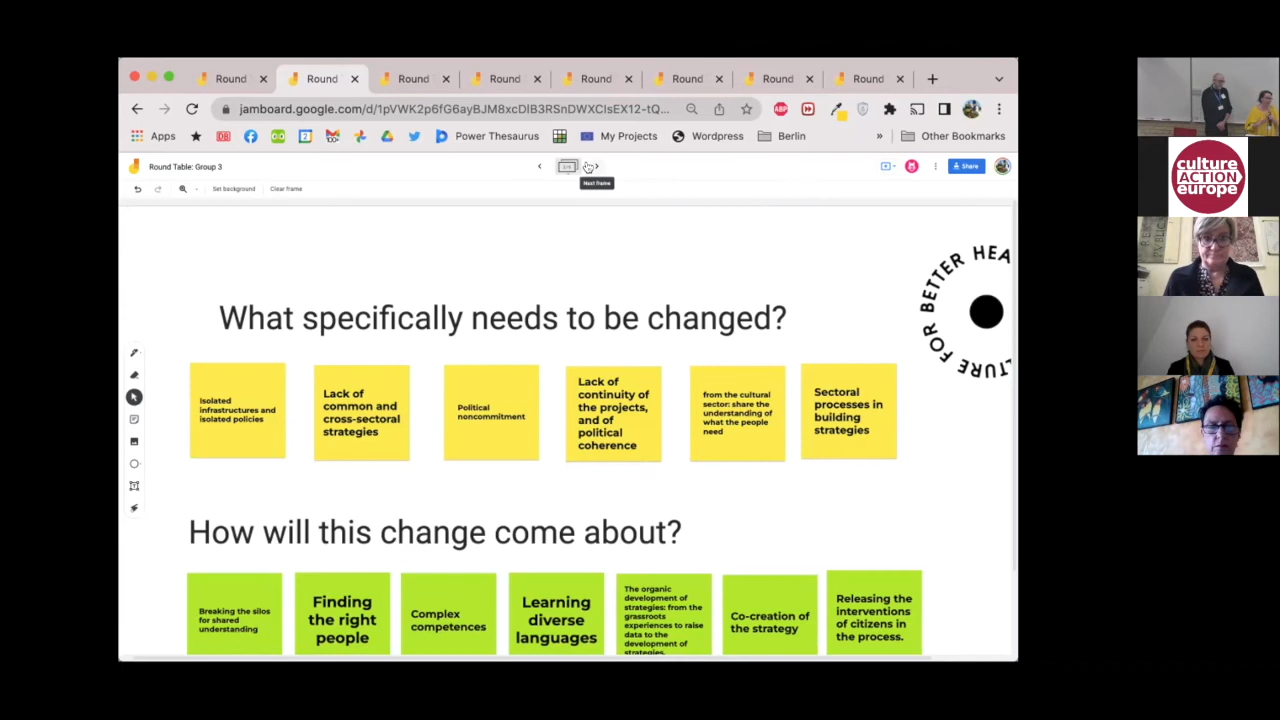 Round
Round
Round
Round
Round
Round
Round
Round
jamboard.google.com/d/1pVWK2p6fG6ayBJM8xcDlB3RSnDWXCIsEX12-tQ...
Apps
Power Thesaurus
My Projects
Wordpress
Berlin
»
Other Bookmarks
Round Table: Group 3
Share
Next frame
Set background
Clear frame
BETTER HEA
LTURE FOR
What specifically needs to be changed?
Isolated
infrastructures and
isolated policies
Lack of
common and
cross-sectoral
strategies
Political
noncommitment
Lack of
continuity of
the projects,
and of
political
coherence
from the cultural
sector: share the
understanding of
what the people
need
Sectoral
processes in
building
strategies
How will this change come about?
Breaking the silos
for shared
understanding
Finding
the right
people
Complex
competences
Learning
diverse
languages
The organic
development of
strategies: from the
grassroots
experiences to raise
data to the
development of
strategies.
Co-creation of
the strategy
Releasing the
interventions
of citizens in
the process.
culture
ACTION
europe